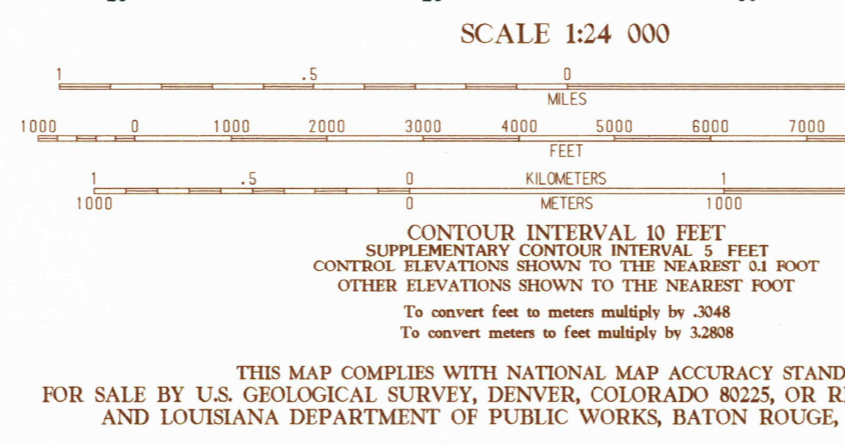 SCALE 1:24 000
1 .5 0
MILES
1000 0 1000 2000 3000 4000 5000 6000 7000
FEET
1 .5 0 KILOMETERS 1
1000 0 METERS 1000
CONTOUR INTERVAL 10 FEET
SUPPLEMENTARY CONTOUR INTERVAL 5 FEET
CONTROL ELEVATIONS SHOWN TO THE NEAREST 0.1 FOOT
OTHER ELEVATIONS SHOWN TO THE NEAREST FOOT
To convert feet to meters multiply by .3048
To convert meters to feet multiply by 3.2808
THIS MAP COMPLIES WITH NATIONAL MAP ACCURACY STAND
FOR SALE BY U.S. GEOLOGICAL SURVEY, DENVER, COLORADO 80225, OR
AND LOUISIANA DEPARTMENT OF PUBLIC WORKS, BATON ROUGE,